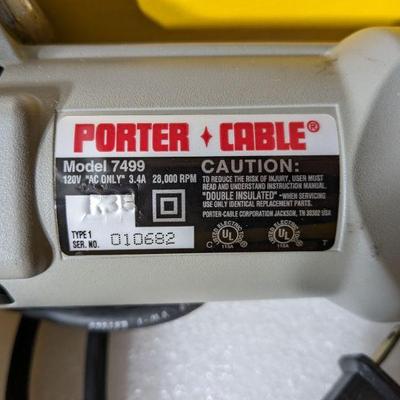 PORTER + CABLE®
Model 7499
120V "AC ONLY" 3.4A 28,000 RPM
TYPE 1
SER. NO. 010682
CAUTION:
TO REDUCE THE RISK OF INJURY, USER MUST
READ AND UNDERSTAND INSTRUCTION MANUAL.
"DOUBLE INSULATED" -WHEN SERVICING
USE ONLY IDENTICAL REPLACEMENT PARTS.
PORTER-CABLE CORPORATION JACKSON, TN 38302 USA
C UL UL T